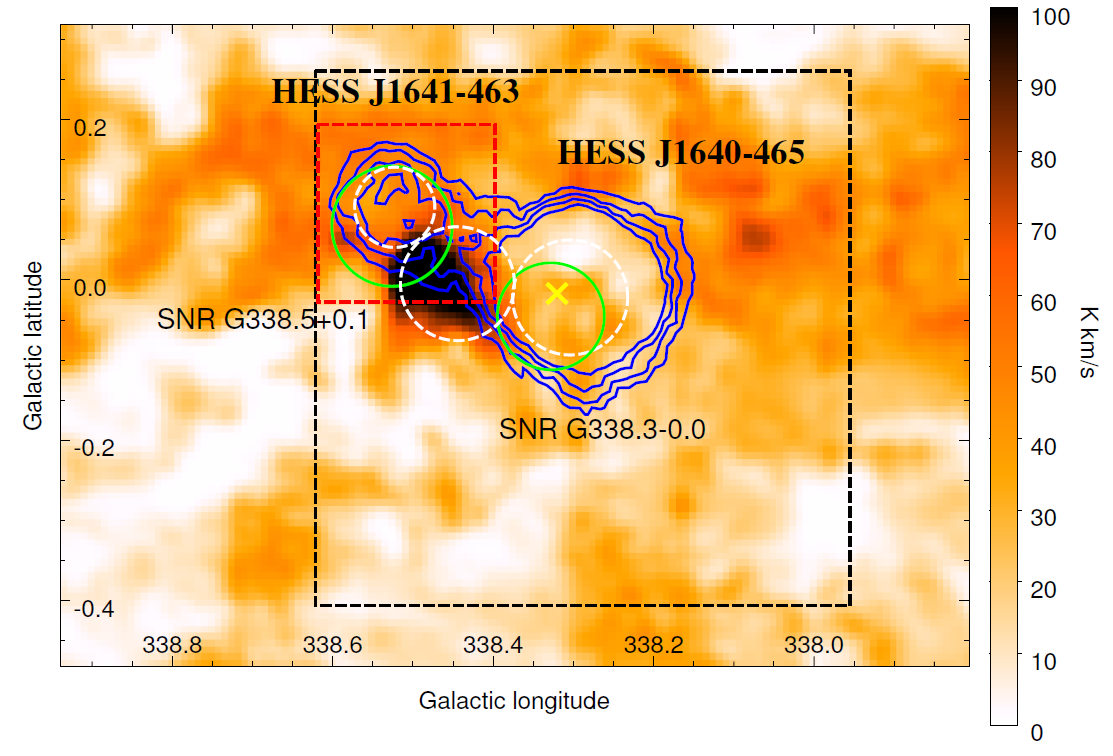 HESS J1641-463
HESS J1640-465
SNR G338.5+0.1
SNR G338.3-0.0
Galactic latitude
0.2
0.0
-0.2
-0.4
338.8
338.6
338.4
338.2
338.0
Galactic longitude
100
90
80
70
60
50
40
30
20
10
0
K km/s